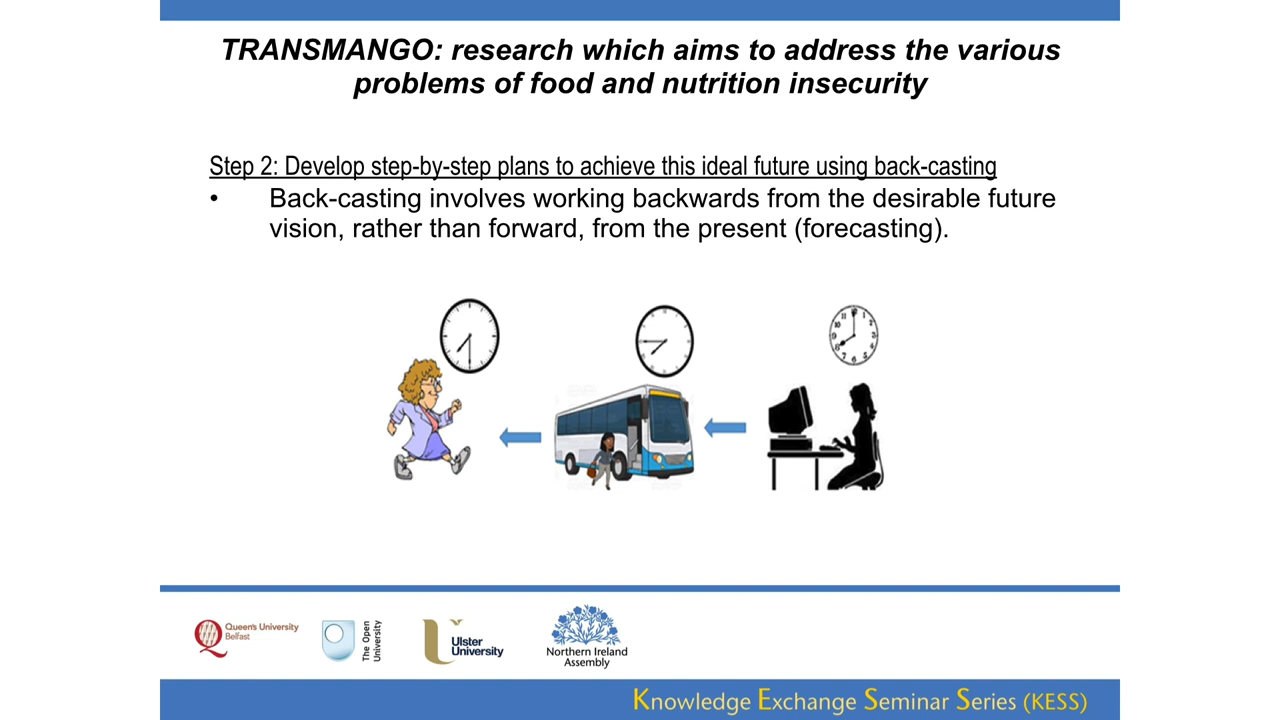 TRANSMANGO: research which aims to address the various
problems of food and nutrition insecurity
Step 2: Develop step-by-step plans to achieve this ideal future using back-casting
• Back-casting involves working backwards from the desirable future
vision, rather than forward, from the present (forecasting).
Queen's University
Belfast
The Open
University
Ulster
University
Northern Ireland
Assembly
Knowledge Exchange Seminar Series (KESS)